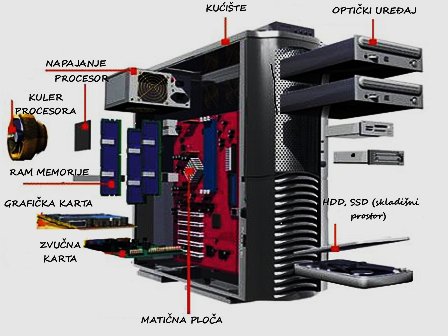 KUĆIŠTE
OPTIČKI UREĐAJ
NAPAJANJE
PROCESOR
KULER
PROCESORA
RAM MEMORIJE
GRAFIČKA KARTA
ZVUČNA
KARTA
HDD, SSD (skladišni
prostor)
MATIČNA PLOČA